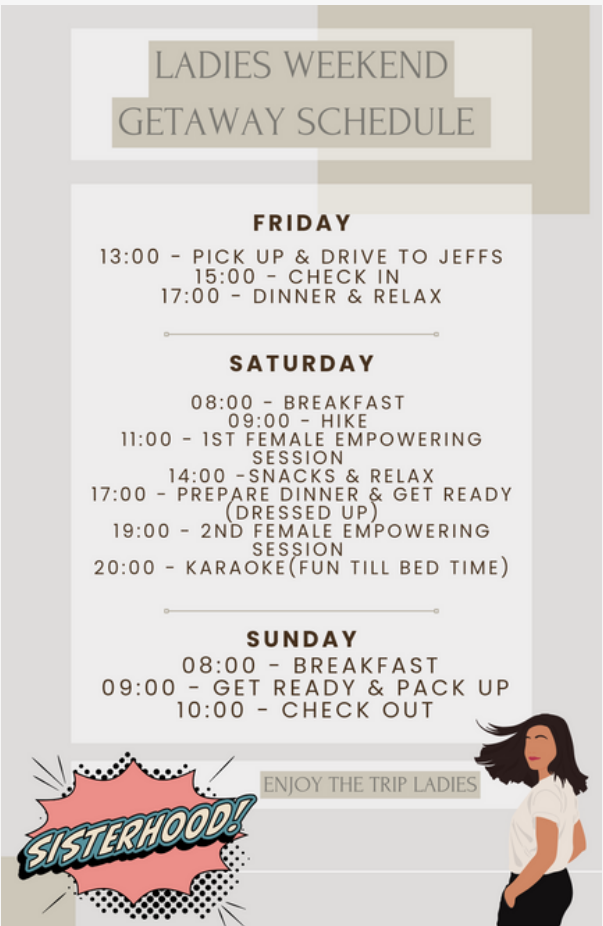 LADIES WEEKEND
GETAWAY SCHEDULE
FRIDAY
13:00 - PICK UP & DRIVE TO JEFFS
15:00 - CHECK IN
17:00 - DINNER & RELAX
SATURDAY
08:00 - BREAKFAST
09:00 - HIKE
11:00 - 1ST FEMALE EMPOWERING
SESSION
14:00 -SNACKS & RELAX
17:00 - PREPARE DINNER & GET READY
(DRESSED UP)
19:00 - 2ND FEMALE EMPOWERING
SESSION
20:00 - KARAOKE(FUN TILL BED TIME)
SUNDAY
08:00 - BREAKFAST
09:00 - GET READY & PACK UP
10:00 - CHECK OUT
ENJOY THE TRIP LADIES
SISTERHOOD!